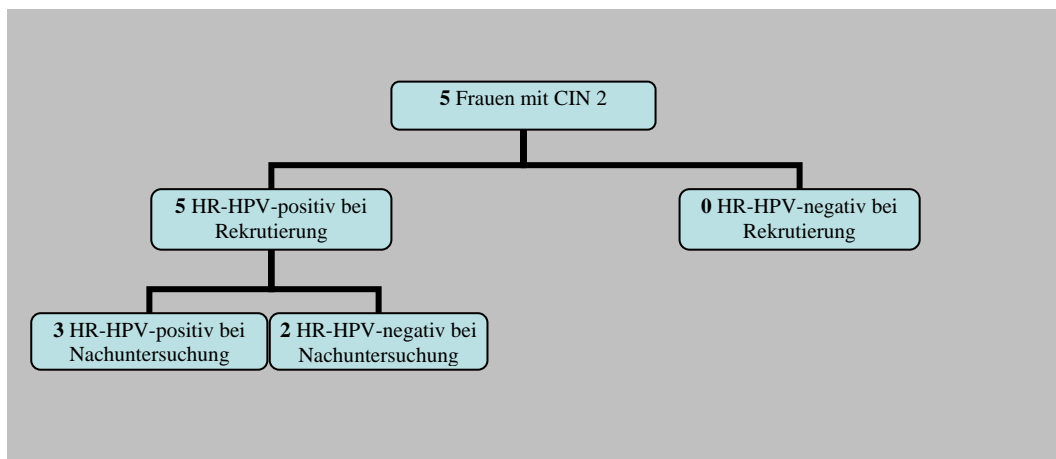 5 Frauen mit CIN 2
5 HR-HPV-positiv bei
Rekrutierung
0 HR-HPV-negativ bei
Rekrutierung
3 HR-HPV-positiv bei
Nachuntersuchung
2 HR-HPV-negativ bei
Nachuntersuchung